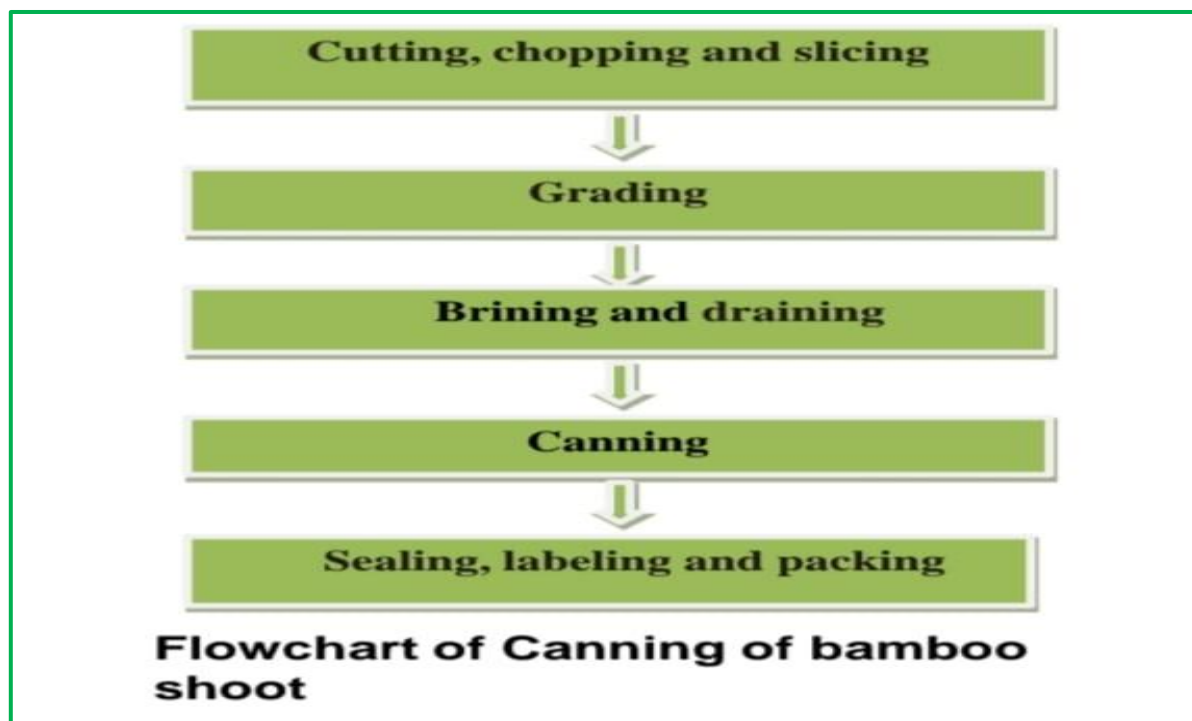 Cutting, chopping and slicing
Grading
Brining and draining
Canning
Sealing, labeling and packing
Flowchart of Canning of bamboo
shoot